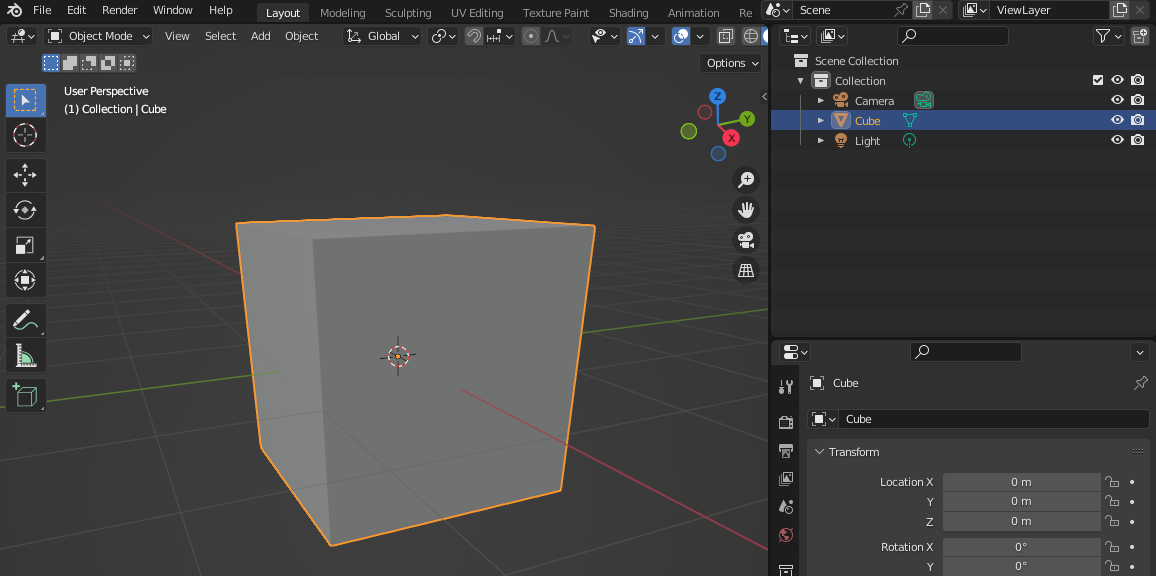 File Edit Render Window Help Layout Modeling Sculpting UV Editing Texture Paint Shading Animation Re Scene ViewLayer
Object Mode View Select Add Object Global
Options
User Perspective
(1) Collection | Cube
Z
Y
X
Scene Collection
Collection
Camera
Cube
Light
Cube
Cube
Transform
Location X 0 m
Y 0 m
Z 0 m
Rotation X 0°
Y 0°